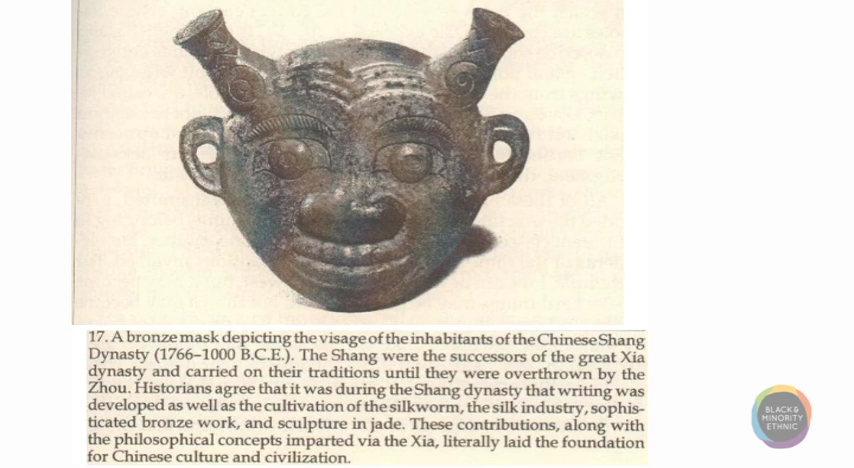 17. A bronze mask depicting the visage of the inhabitants of the Chinese Shang
Dynasty (1766–1000 B.C.E.). The Shang were the successors of the great Xia
dynasty and carried on their traditions until they were overthrown by the
Zhou. Historians agree that it was during the Shang dynasty that writing was
developed as well as the cultivation of the silkworm, the silk industry, sophis-
ticated bronze work, and sculpture in jade. These contributions, along with
the philosophical concepts imparted via the Xia, literally laid the foundation
for Chinese culture and civilization.
BLACK&
MINORITY
ETHNIC